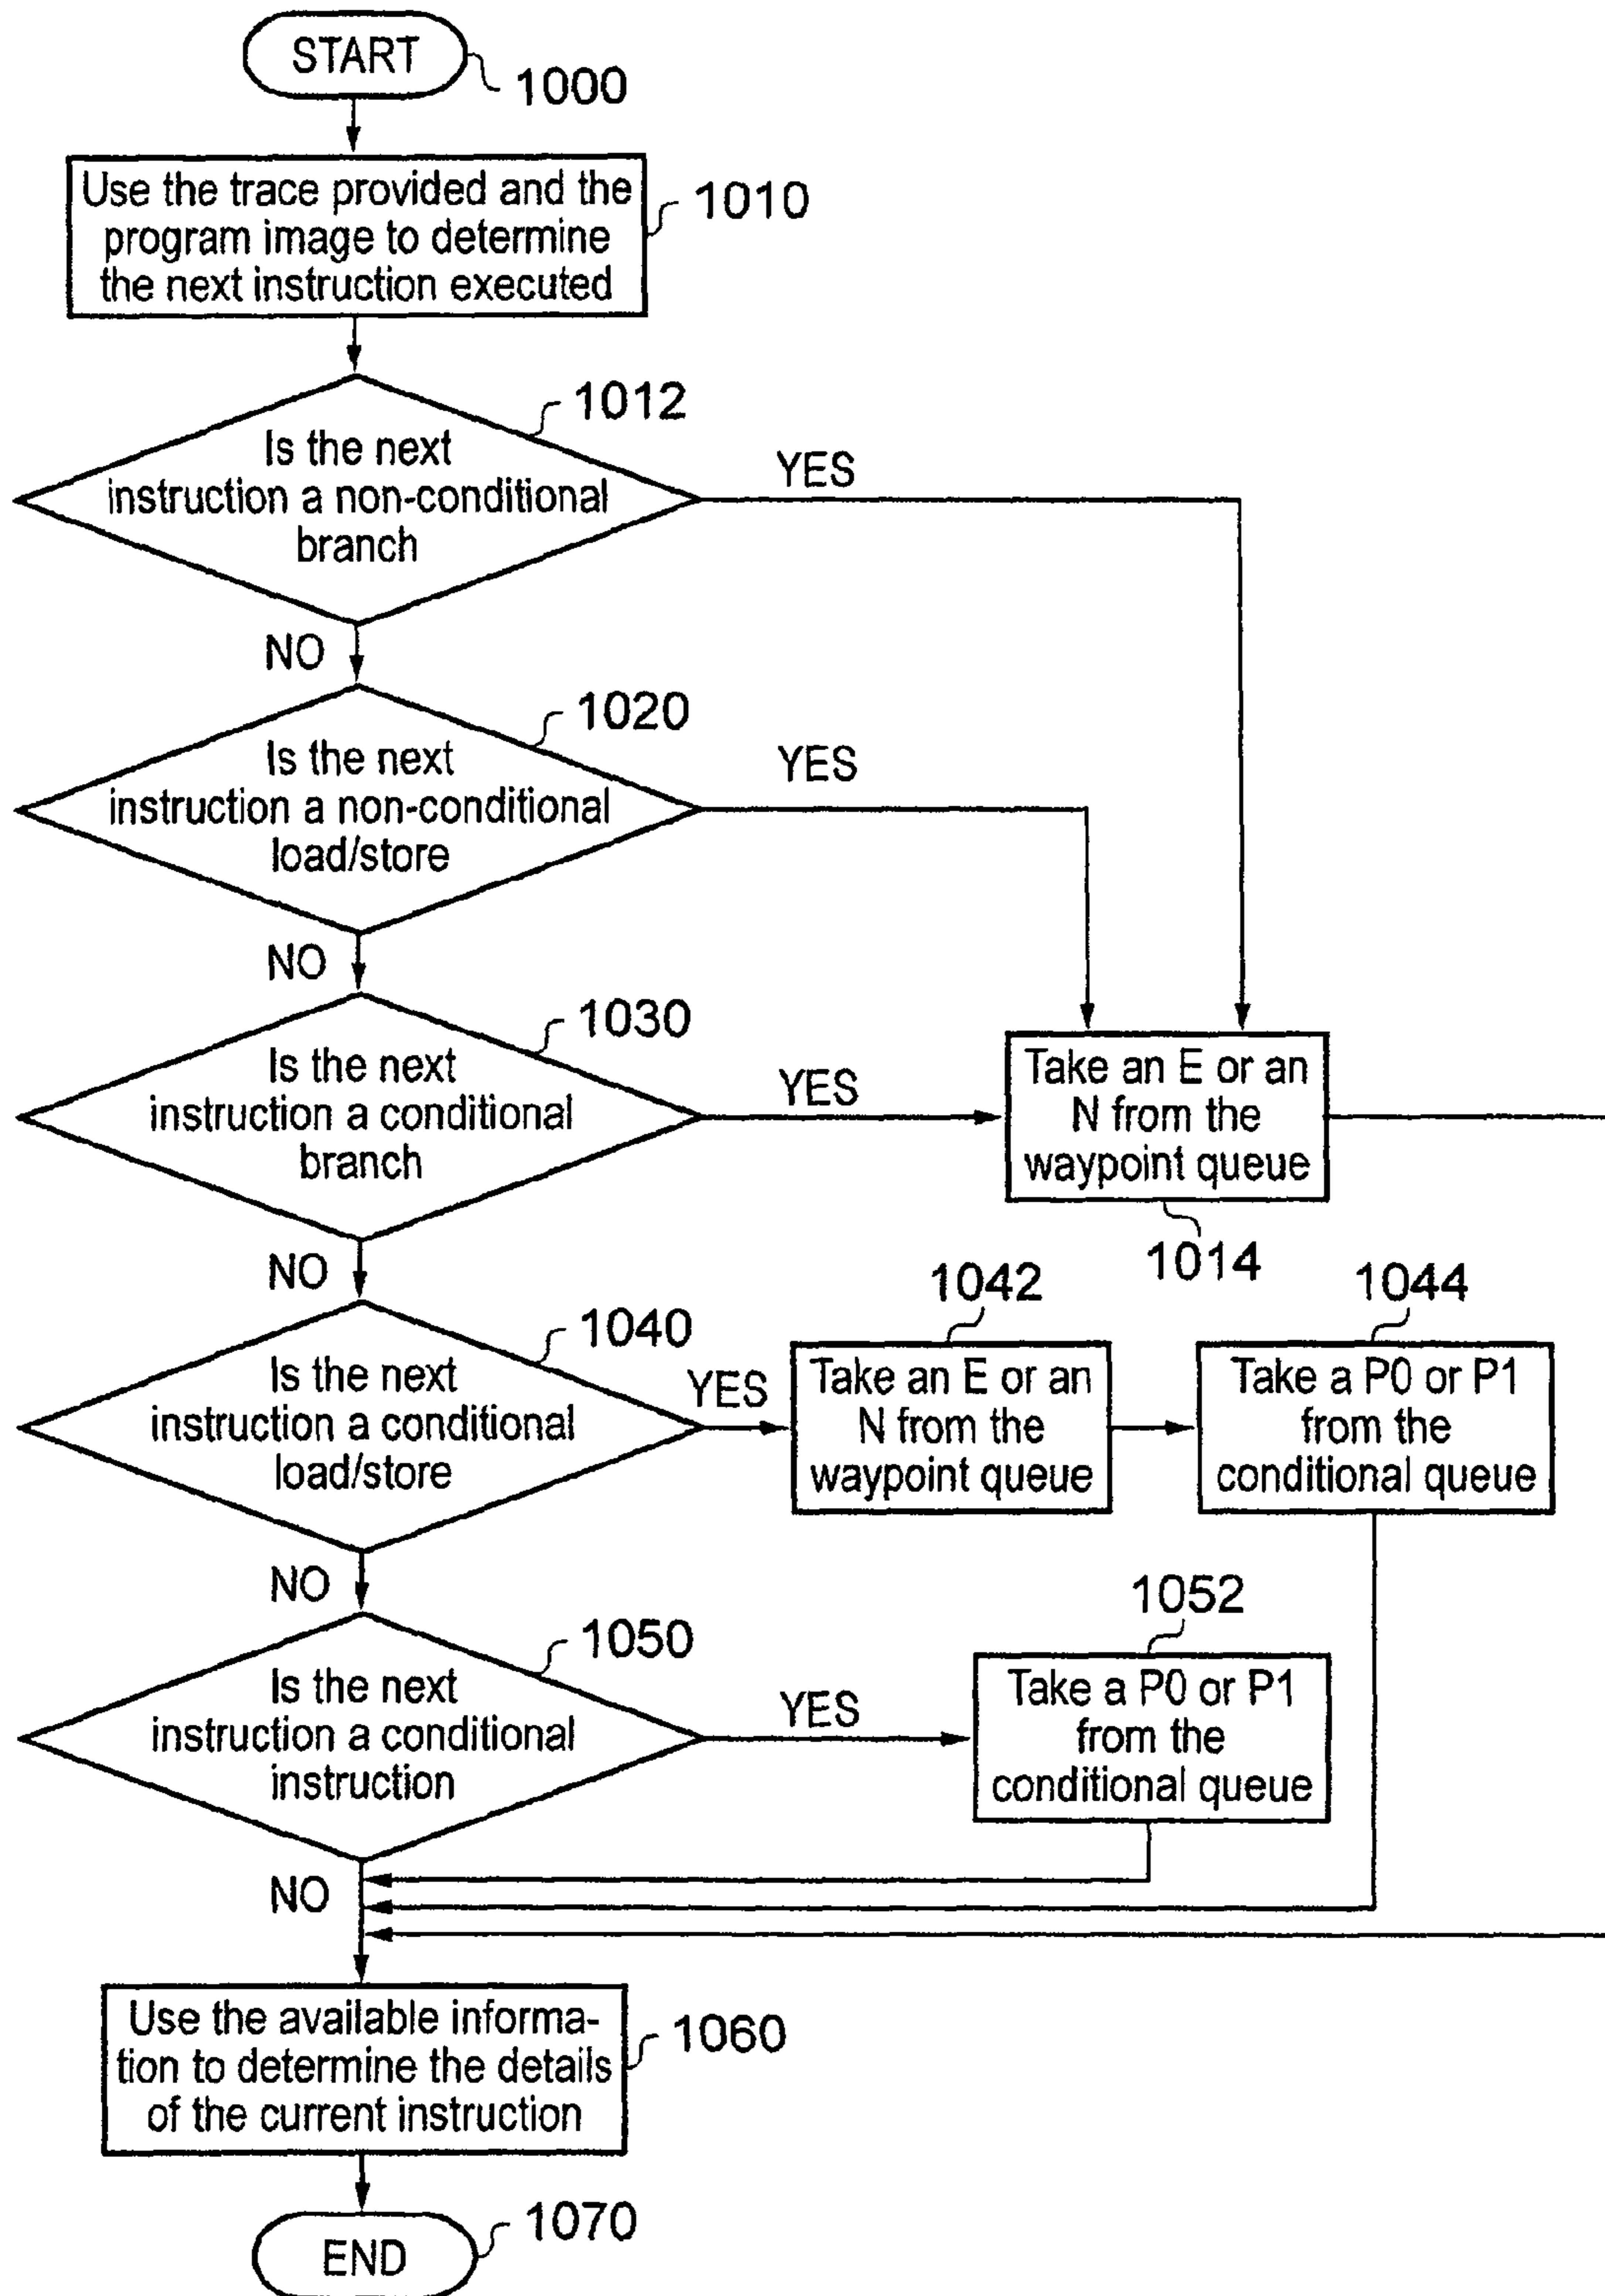 START
1000
Use the trace provided and the
program image to determine
the next instruction executed
1010
1012
Is the next
instruction a non-conditional
branch
YES
NO
1020
Is the next
instruction a non-conditional
load/store
YES
NO
1030
Is the next
instruction a conditional
branch
YES
Take an E or an
N from the
waypoint queue
1014
NO
1040
Is the next
instruction a conditional
load/store
YES
1042
Take an E or an
N from the
waypoint queue
1044
Take a P0 or P1
from the
conditional queue
NO
1050
Is the next
instruction a conditional
instruction
YES
1052
Take a P0 or P1
from the
conditional queue
NO
Use the available informa-
tion to determine the details
of the current instruction
1060
END
1070